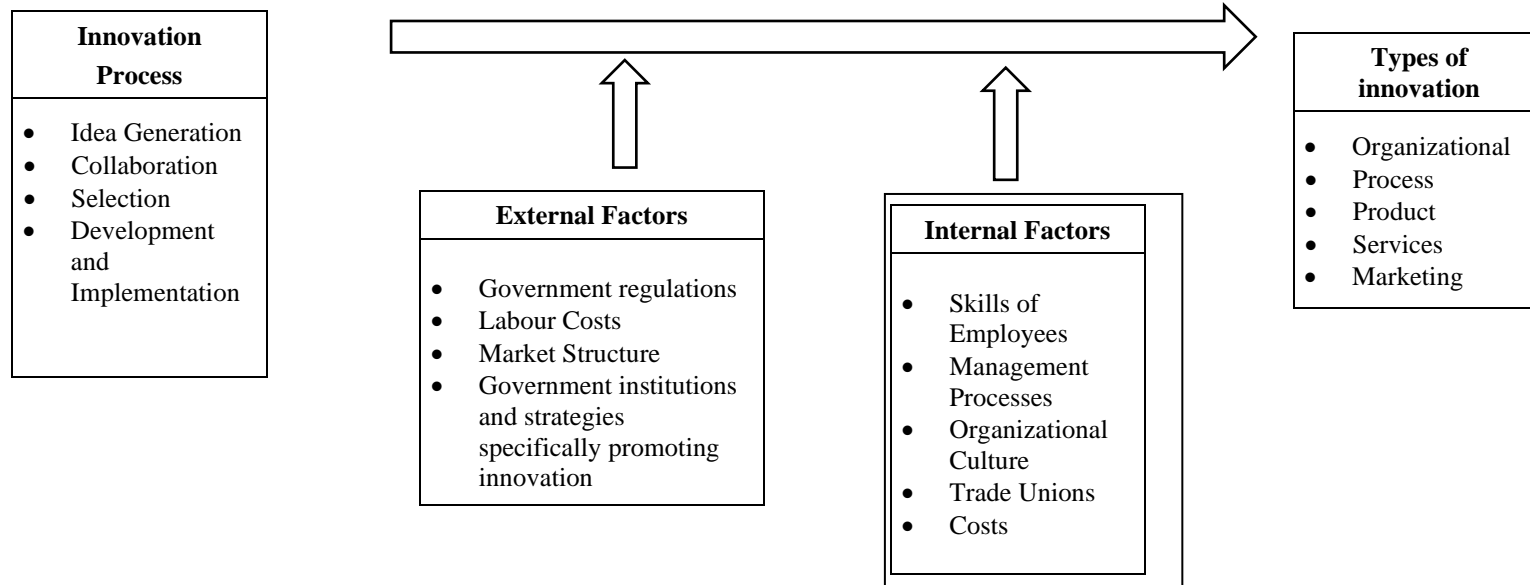 Innovation
Process
• Idea Generation
• Collaboration
• Selection
• Development
and
Implementation
External Factors
• Government regulations
• Labour Costs
• Market Structure
• Government institutions
and strategies
specifically promoting
innovation
Internal Factors
• Skills of
Employees
• Management
Processes
• Organizational
Culture
• Trade Unions
• Costs
Types of
innovation
• Organizational
• Process
• Product
• Services
• Marketing